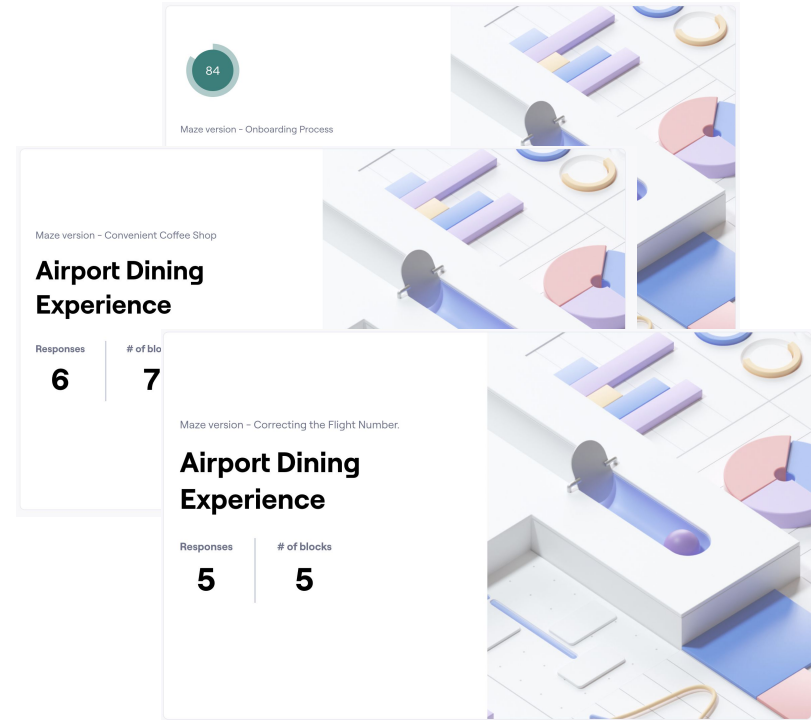 84
Maze version – Onboarding Process
Maze version – Convenient Coffee Shop
Airport Dining
Experience
Responses # of blo
6 7
Maze version – Correcting the Flight Number.
Airport Dining
Experience
Responses # of blocks
5 5